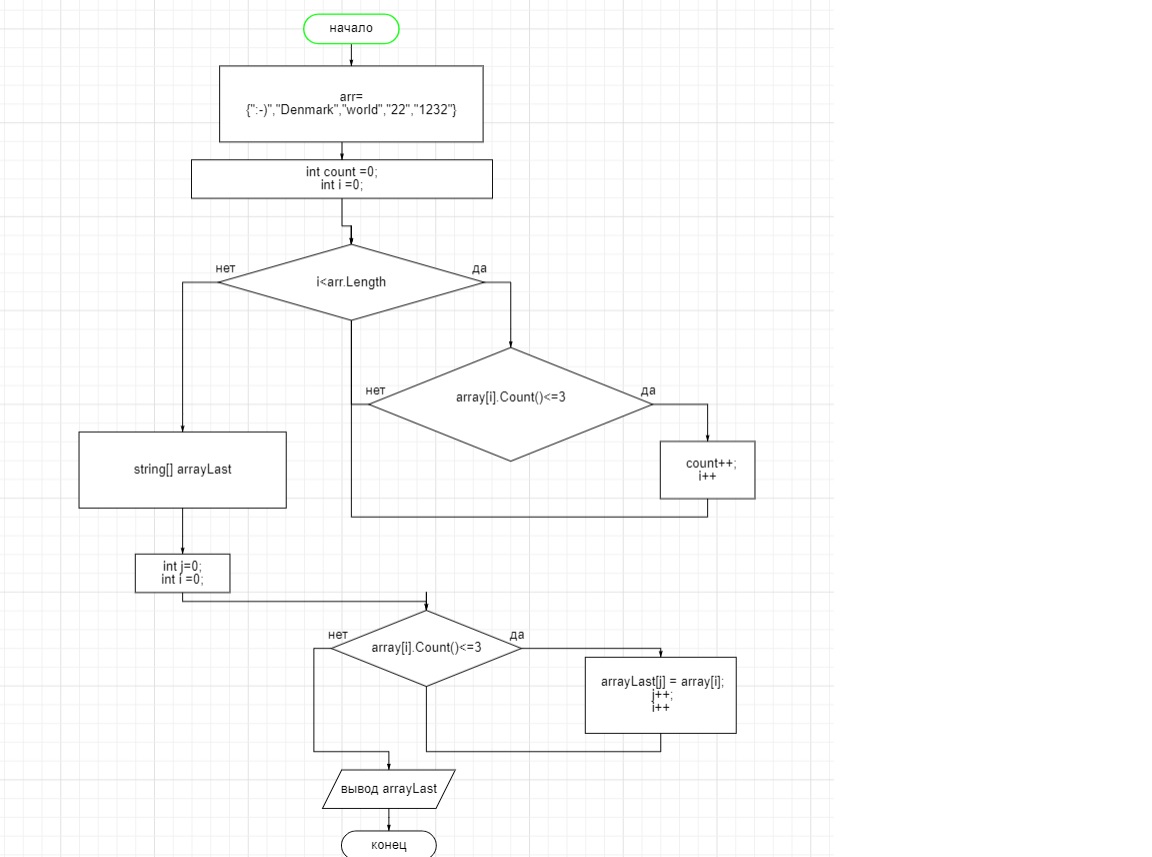 начало
arr=
{":-)","Denmark","world","22","1232"}
int count =0;
int i =0;
нет
да
i<arr.Length
нет
array[i].Count()<=3
да
string[] arrayLast
count++;
i++
int j=0;
int i =0;
нет
array[i].Count()<=3
да
arrayLast[j] = array[i];
j++;
i++
вывод arrayLast
конец